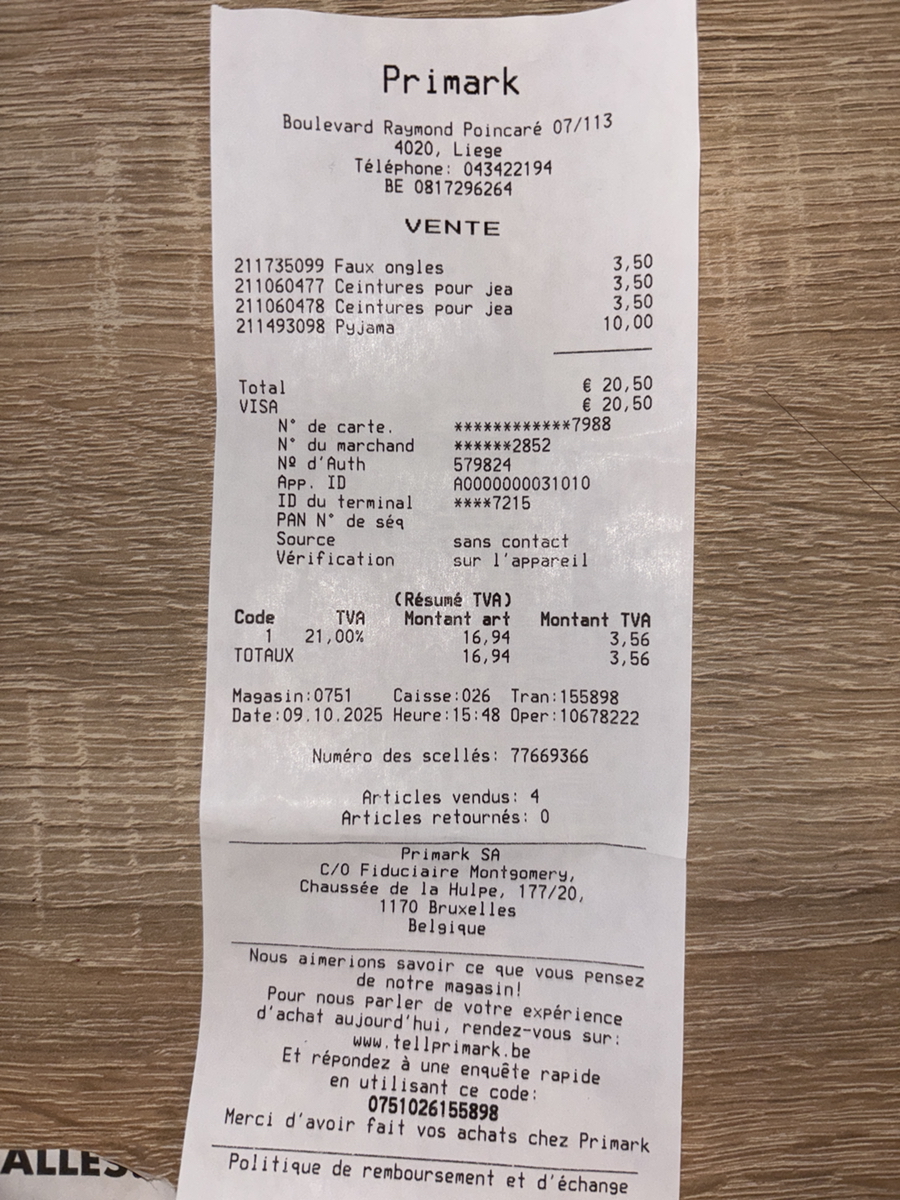 Primark
Boulevard Raymond Poincaré 07/113
4020, Liege
Téléphone: 043422194
BE 0817296264
VENTE
211735099 Faux ongles 3,50
211060477 Ceintures pour jea 3,50
211060478 Ceintures pour jea 3,50
211493098 Pyjama 10,00
Total € 20,50
VISA € 20,50
N° de carte. ************7988
N° du marchand ******2852
Nº d'Auth 579824
App. ID A0000000031010
ID du terminal ****7215
PAN N° de séq
Source sans contact
Vérification sur l'appareil
(Résumé TVA)
Code TVA Montant art Montant TVA
1 21,00% 16,94 3,56
TOTAUX 16,94 3,56
Magasin:0751 Caisse:026 Tran:155898
Date:09.10.2025 Heure:15:48 Oper:10678222
Numéro des scellés: 77669366
Articles vendus: 4
Articles retournés: 0
Primark SA
C/O Fiduciaire Montgomery,
Chaussée de la Hulpe, 177/20,
1170 Bruxelles
Belgique
Nous aimerions savoir ce que vous pensez
de notre magasin!
Pour nous parler de votre expérience
d'achat aujourd'hui, rendez-vous sur:
www.tellprimark.be
Et répondez à une enquête rapide
en utilisant ce code:
0751026155898
Merci d'avoir fait vos achats chez Primark
Politique de remboursement et d'échange
ALLES.